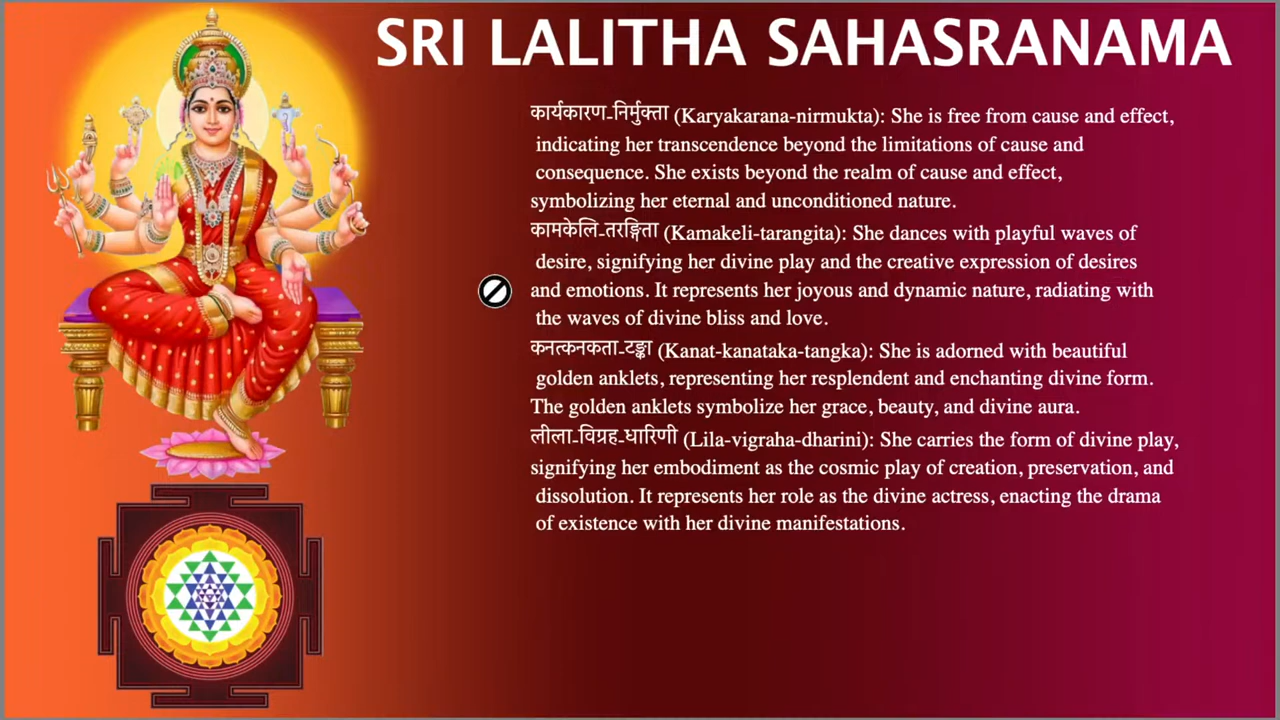 SRI LALITHA SAHASRANAMA
कार्यकारण-निर्मुक्ता (Karyakarana-nirmukta): She is free from cause and effect,
indicating her transcendence beyond the limitations of cause and
consequence. She exists beyond the realm of cause and effect,
symbolizing her eternal and unconditioned nature.
कामकेलि-तरङ्गिता (Kamakeli-tarangita): She dances with playful waves of
desire, signifying her divine play and the creative expression of desires
and emotions. It represents her joyous and dynamic nature, radiating with
the waves of divine bliss and love.
कनत्कनकता-टङ्का (Kanat-kanataka-tangka): She is adorned with beautiful
golden anklets, representing her resplendent and enchanting divine form.
The golden anklets symbolize her grace, beauty, and divine aura.
लीला-विग्रह-धारिणी (Lila-vigraha-dharini): She carries the form of divine play,
signifying her embodiment as the cosmic play of creation, preservation, and
dissolution. It represents her role as the divine actress, enacting the drama
of existence with her divine manifestations.